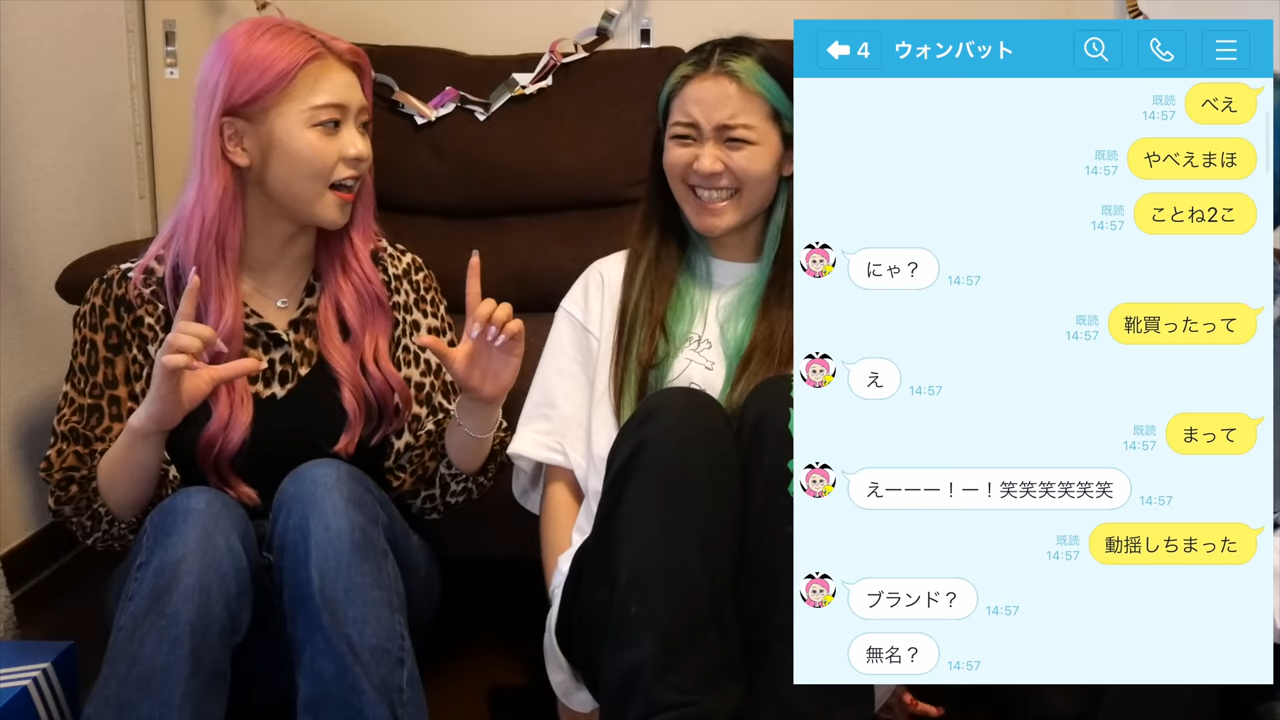 4 ウォンバット
べえ
既読
14:57
やべえまほ
既読
14:57
ことね2こ
既読
14:57
にゃ？
14:57
靴買ったって
既読
14:57
え
14:57
まって
既読
14:57
えーーー！ー！笑笑笑笑笑笑
14:57
動揺しちまった
既読
14:57
ブランド？
14:57
無名？
14:57